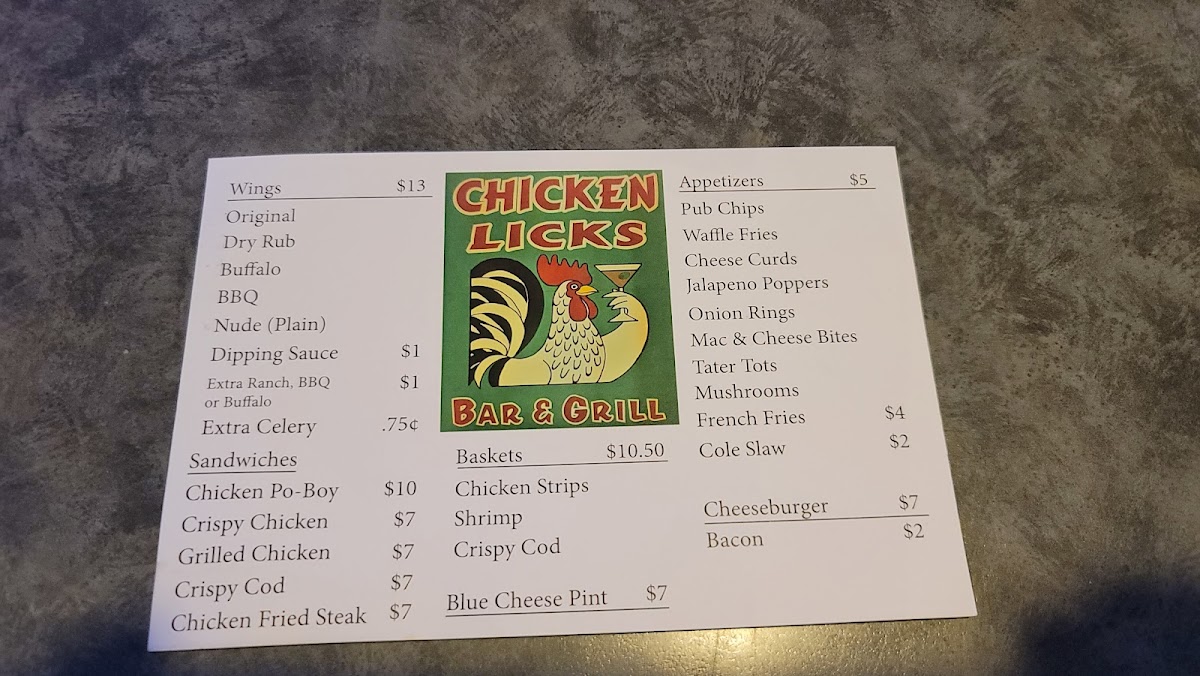 Wings $13
Original
Dry Rub
Buffalo
BBQ
Nude (Plain)
Dipping Sauce $1
Extra Ranch, BBQ $1
or Buffalo
Extra Celery .75¢
Sandwiches
Chicken Po-Boy $10
Crispy Chicken $7
Grilled Chicken $7
Crispy Cod $7
Chicken Fried Steak $7
CHICKEN
LICKS
BAR & GRILL
Baskets $10.50
Chicken Strips
Shrimp
Crispy Cod
Blue Cheese Pint $7
Appetizers $5
Pub Chips
Waffle Fries
Cheese Curds
Jalapeno Poppers
Onion Rings
Mac & Cheese Bites
Tater Tots
Mushrooms
French Fries $4
Cole Slaw $2
Cheeseburger $7
Bacon $2